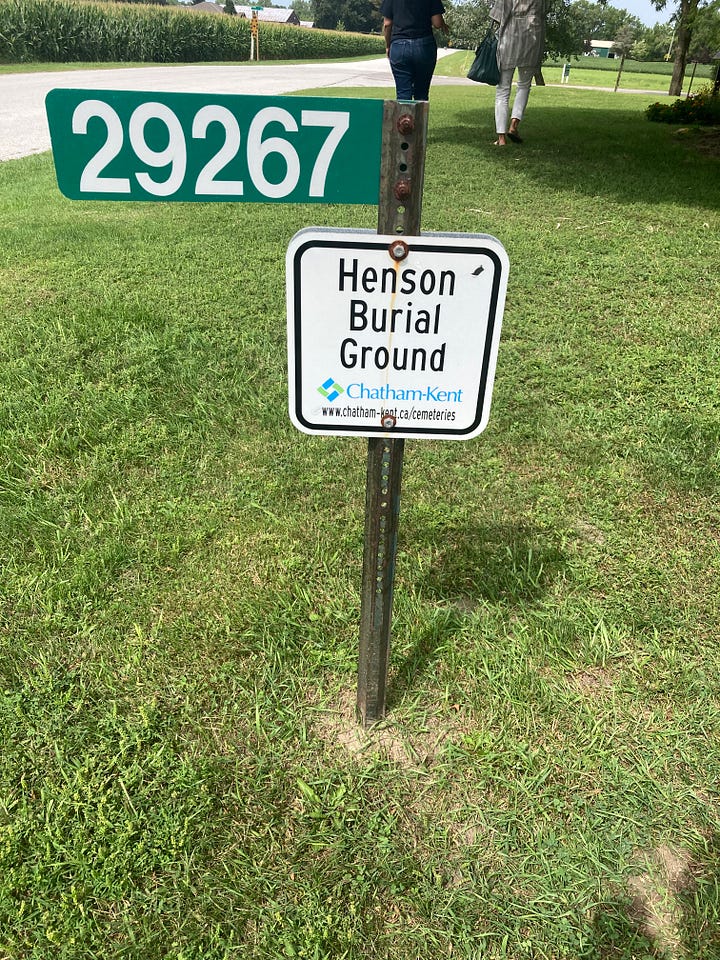 29267
Henson
Burial
Ground
Chatham-Kent
www.chatham-kent.ca/cemeteries